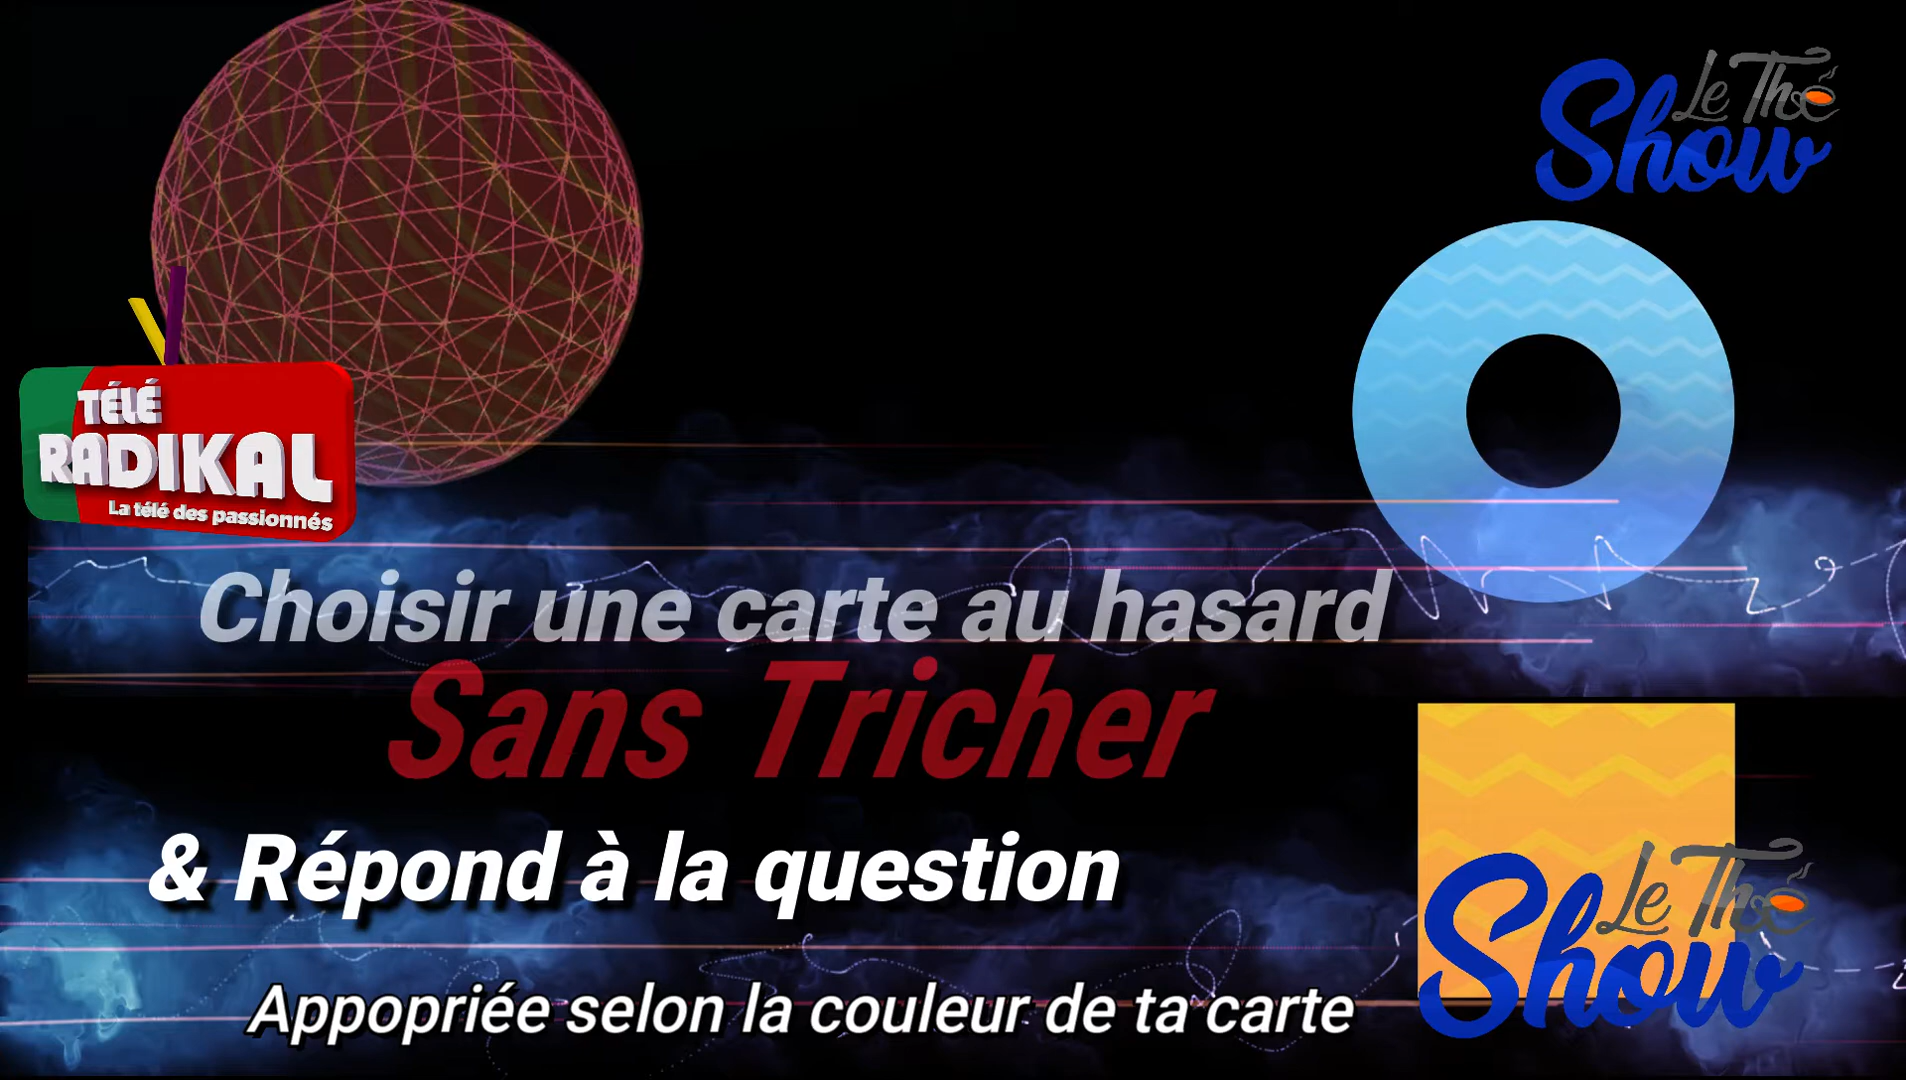 Le Thé
Show
TÉLÉ
RADIKAL
La télé des passionnés
Choisir une carte au hasard
Sans Tricher
& Répond à la question
Appopriée selon la couleur de ta carte
Le Thé
Show